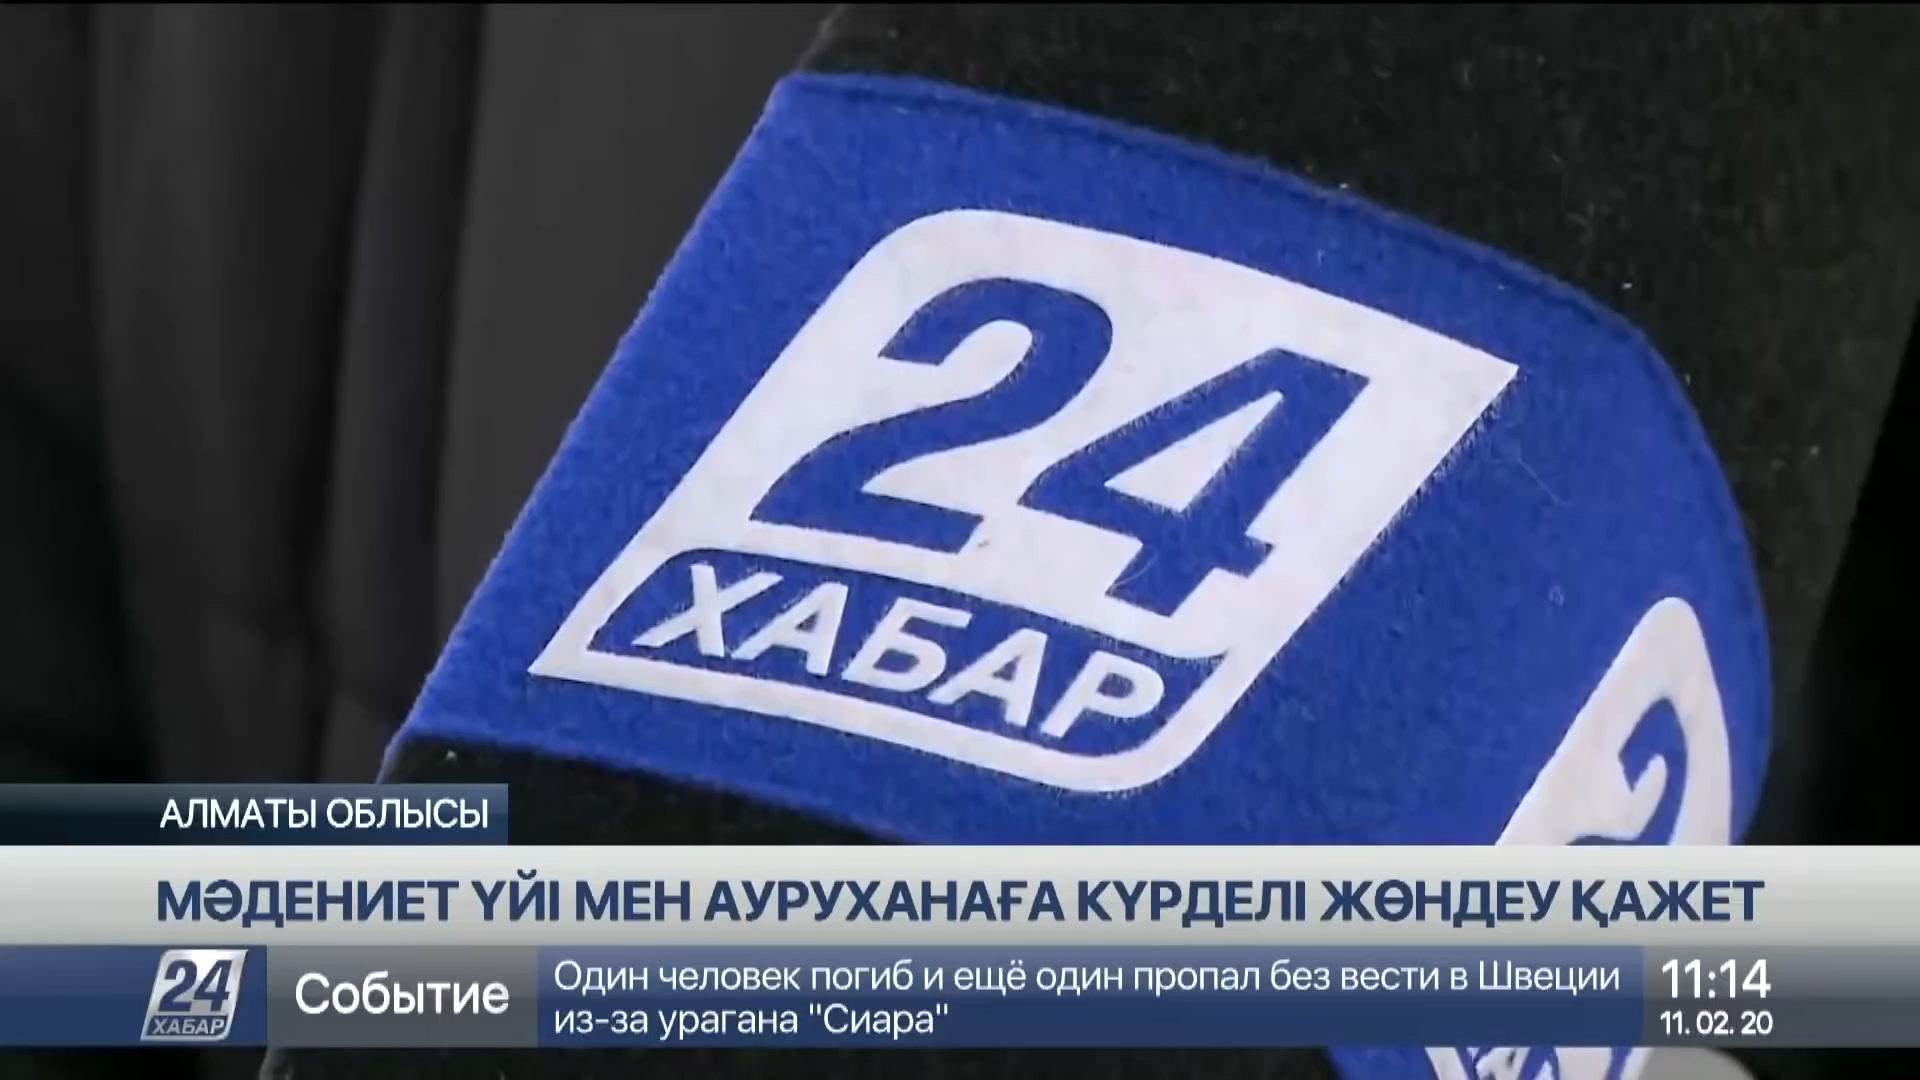 24
ХАБАР
2
АЛМАТЫ ОБЛЫСЫ
МӘДЕНИЕТ ҮЙІ МЕН АУРУХАНАҒА КҮРДЕЛІ ЖӨНДЕУ ҚАЖЕТ
24
ХАБАР
Событие
Один человек погиб и ещё один пропал без вести в Швеции
из-за урагана "Сиара"
11:14
11. 02. 20